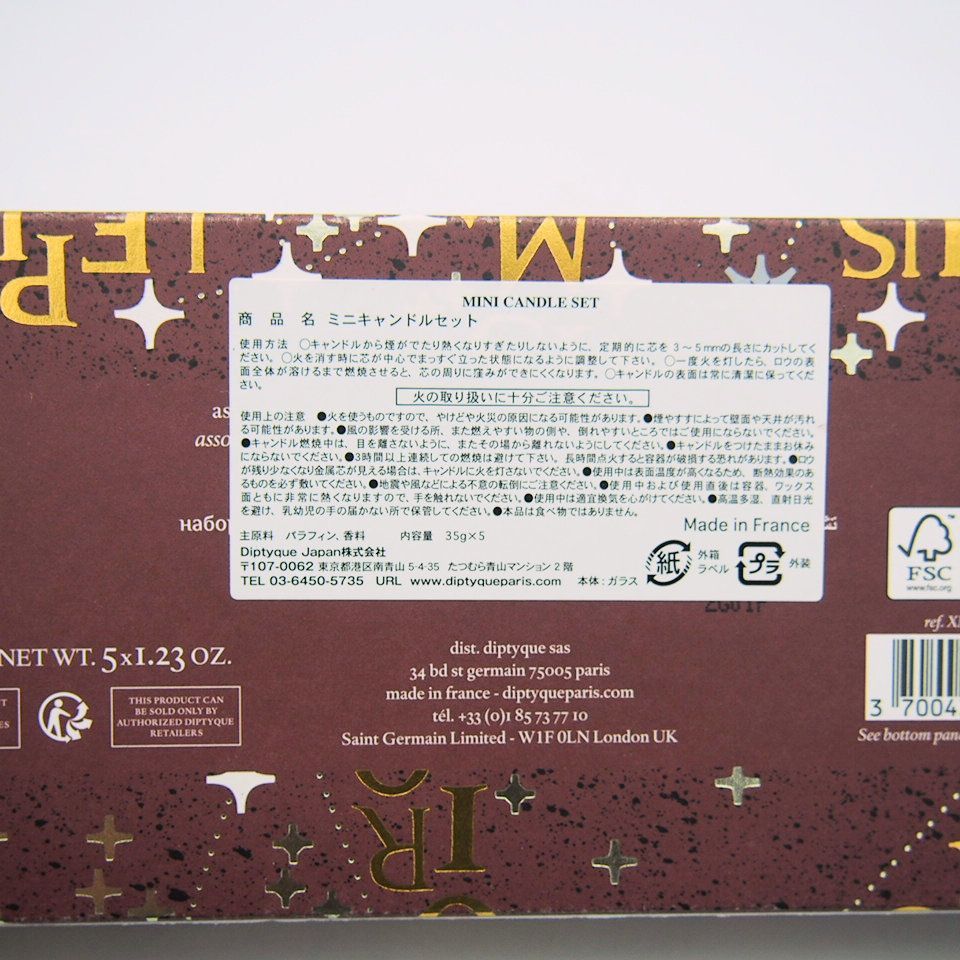 MINI CANDLE SET
商 品 名 ミニキャンドルセット
使用方法 ○キャンドルから煙がでたり熱くなりすぎたりしないように、定期的に芯を3～5mmの長さにカットしてく
ださい。○火を消す時に芯が中心でまっすぐ立った状態になるように調整して下さい。○一度火を灯したら、ロウの表
面全体が溶けるまで燃焼させると、芯の周りに窪みができにくくなります。○キャンドルの表面は常に清潔に保ってくだ
さい。
火の取り扱いに十分ご注意ください。
使用上の注意 ●火を使うものですので、やけどや火災の原因になる可能性があります。●煙やすすによって壁面や天井が汚れ
る可能性があります。●風の影響を受ける所、また燃えやすい物の側や、倒れやすいところではご使用にならないでください。
●キャンドル燃焼中は、目を離さないように、またその場から離れないようにしてください。●キャンドルをつけたままお休み
にならないでください。●3時間以上連続しての燃焼は避けて下さい。長時間点火すると容器が破損する恐れがあります。●ロウ
が残り少なくなり金属芯が見える場合は、キャンドルに火を灯さないでください。●使用中は表面温度が高くなるため、断熱効果のあ
るものを必ず敷いてください。●地震や風などによる不意の転倒にご注意ください。●使用中および使用直後は容器、ワックス
面ともに非常に熱くなりますので、手を触れないでください。●使用中は適宜換気を心がけてください。●高温多湿、直射日光
を避け、乳幼児の手の届かない所で保管してください。●本品は食べ物ではありません。
Made in France
主原料 パラフィン、香料 内容量 35g×5
Diptyque Japan株式会社
〒107-0062 東京都港区南青山5-4-35 たつむら青山マンション2階
TEL 03-6450-5735 URL www.diptyqueparis.com 本体:ガラス
紙 外箱
ラベル
プラ 外装
as
asso
набо
FSC
www.fsc.org
ref. X
NET WT. 5x1.23 OZ.
THIS PRODUCT CAN
BE SOLD ONLY BY
AUTHORIZED DIPTYQUE
RETAILERS
dist. diptyque sas
34 bd st germain 75005 paris
made in france - diptyqueparis.com
tél. +33 (0)1 85 73 77 10
Saint Germain Limited - W1F 0LN London UK
3 70043
See bottom pan